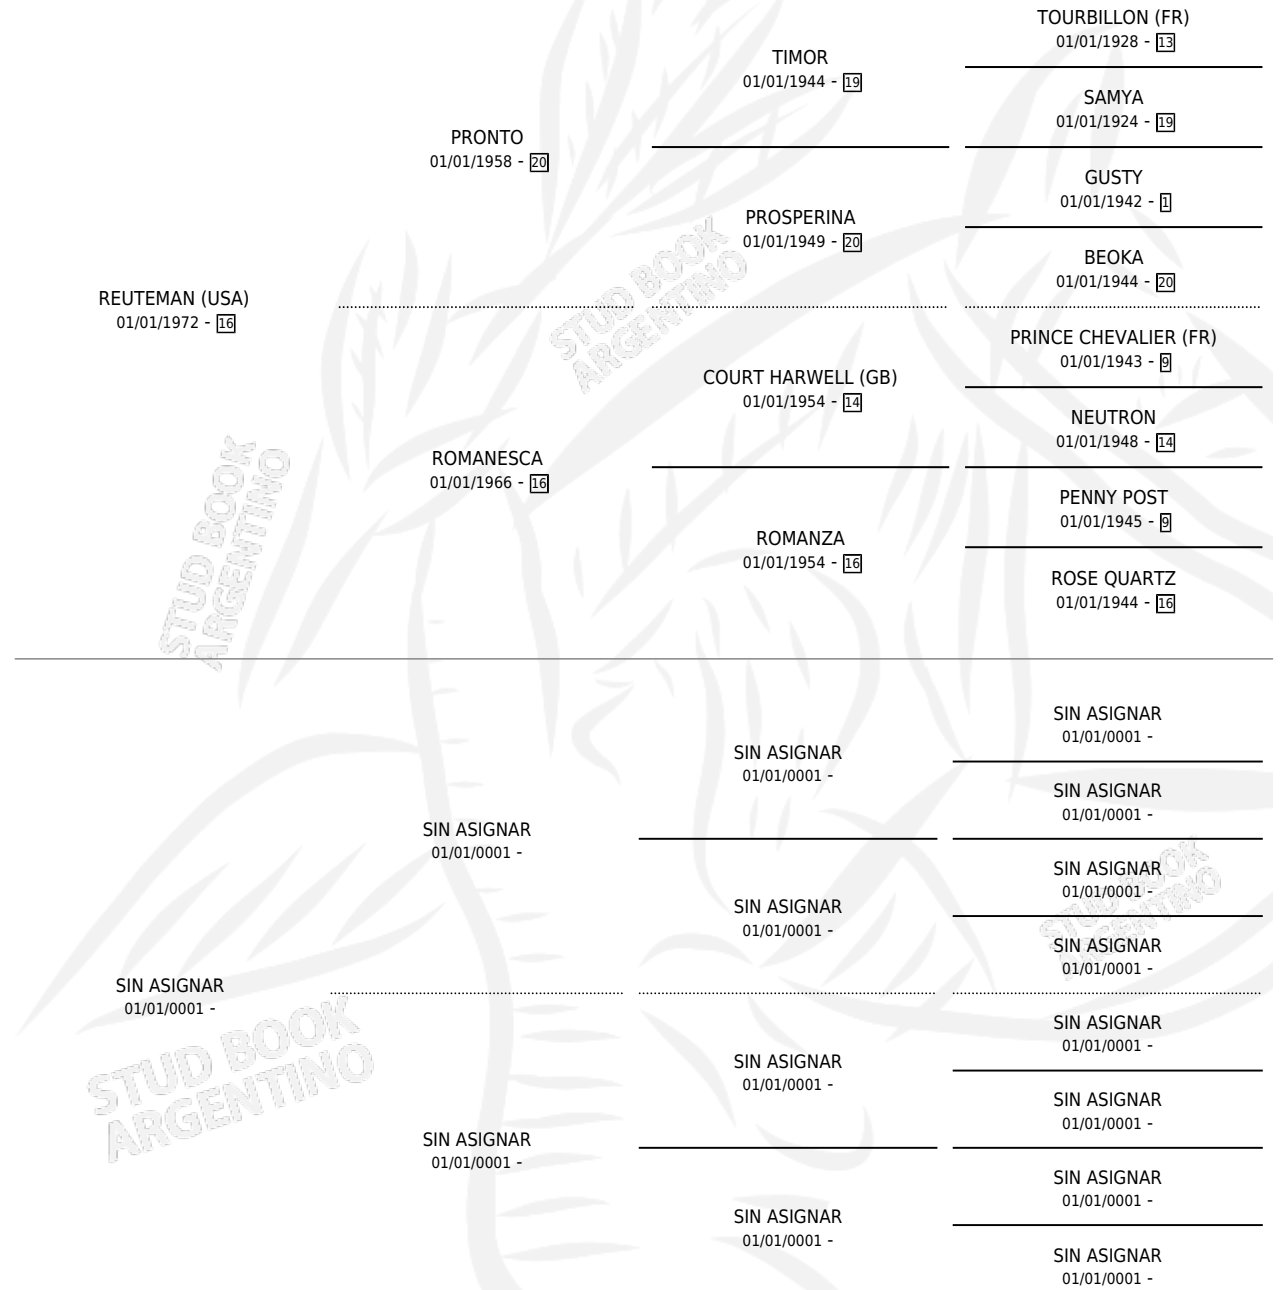 TOURBILLON (FR)
01/01/1928 - 13
TIMOR
01/01/1944 - 19
SAMYA
01/01/1924 - 19
PRONTO
01/01/1958 - 20
GUSTY
01/01/1942 - 1
PROSPERINA
01/01/1949 - 20
BEOKA
01/01/1944 - 20
REUTEMAN (USA)
01/01/1972 - 16
PRINCE CHEVALIER (FR)
01/01/1943 - 9
COURT HARWELL (GB)
01/01/1954 - 14
NEUTRON
01/01/1948 - 14
ROMANESCA
01/01/1966 - 16
PENNY POST
01/01/1945 - 9
ROMANZA
01/01/1954 - 16
ROSE QUARTZ
01/01/1944 - 16
STUD BOOK
ARGENTINO
STUD BOOK
ARGENTINO
SIN ASIGNAR
01/01/0001 -
SIN ASIGNAR
01/01/0001 -
SIN ASIGNAR
01/01/0001 -
SIN ASIGNAR
01/01/0001 -
SIN ASIGNAR
01/01/0001 -
SIN ASIGNAR
01/01/0001 -
SIN ASIGNAR
01/01/0001 -
SIN ASIGNAR
01/01/0001 -
SIN ASIGNAR
01/01/0001 -
SIN ASIGNAR
01/01/0001 -
SIN ASIGNAR
01/01/0001 -
SIN ASIGNAR
01/01/0001 -
SIN ASIGNAR
01/01/0001 -
SIN ASIGNAR
01/01/0001 -
SIN ASIGNAR
01/01/0001 -
STUD BOOK
ARGENTINO
STUD BOOK
ARGENTINO